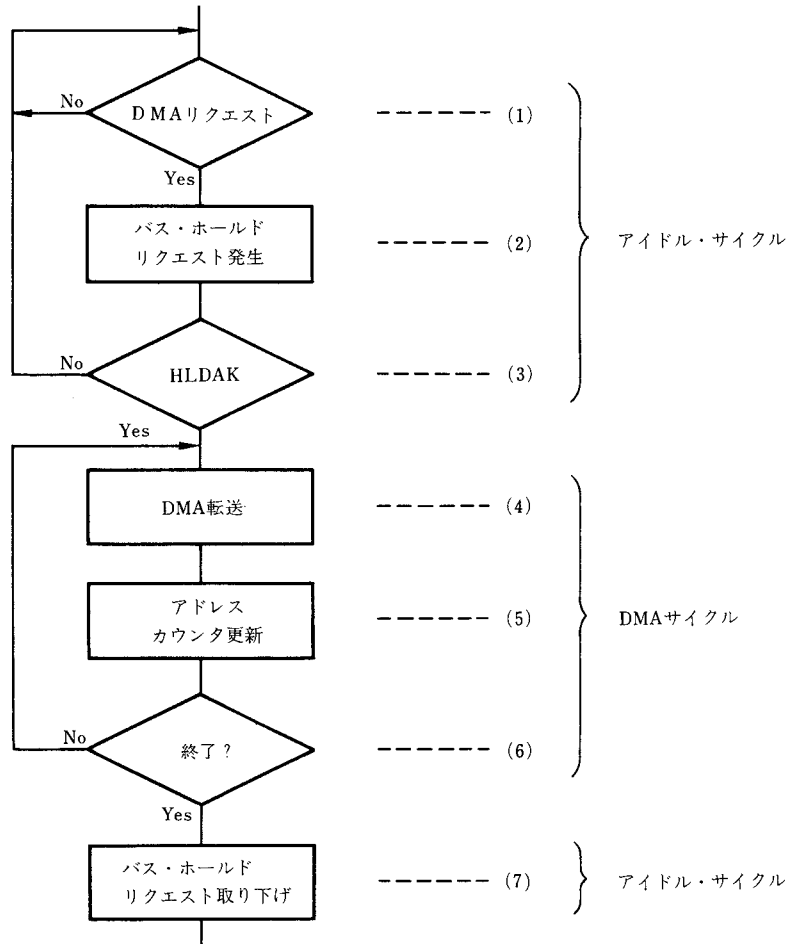 No
DMAリクエスト
(1)
Yes
バス・ホールド
リクエスト発生
(2)
アイドル・サイクル
No
HLDAK
(3)
Yes
DMA転送
(4)
アドレス
カウンタ更新
(5)
DMAサイクル
No
終了？
(6)
Yes
バス・ホールド
リクエスト取り下げ
(7)
アイドル・サイクル